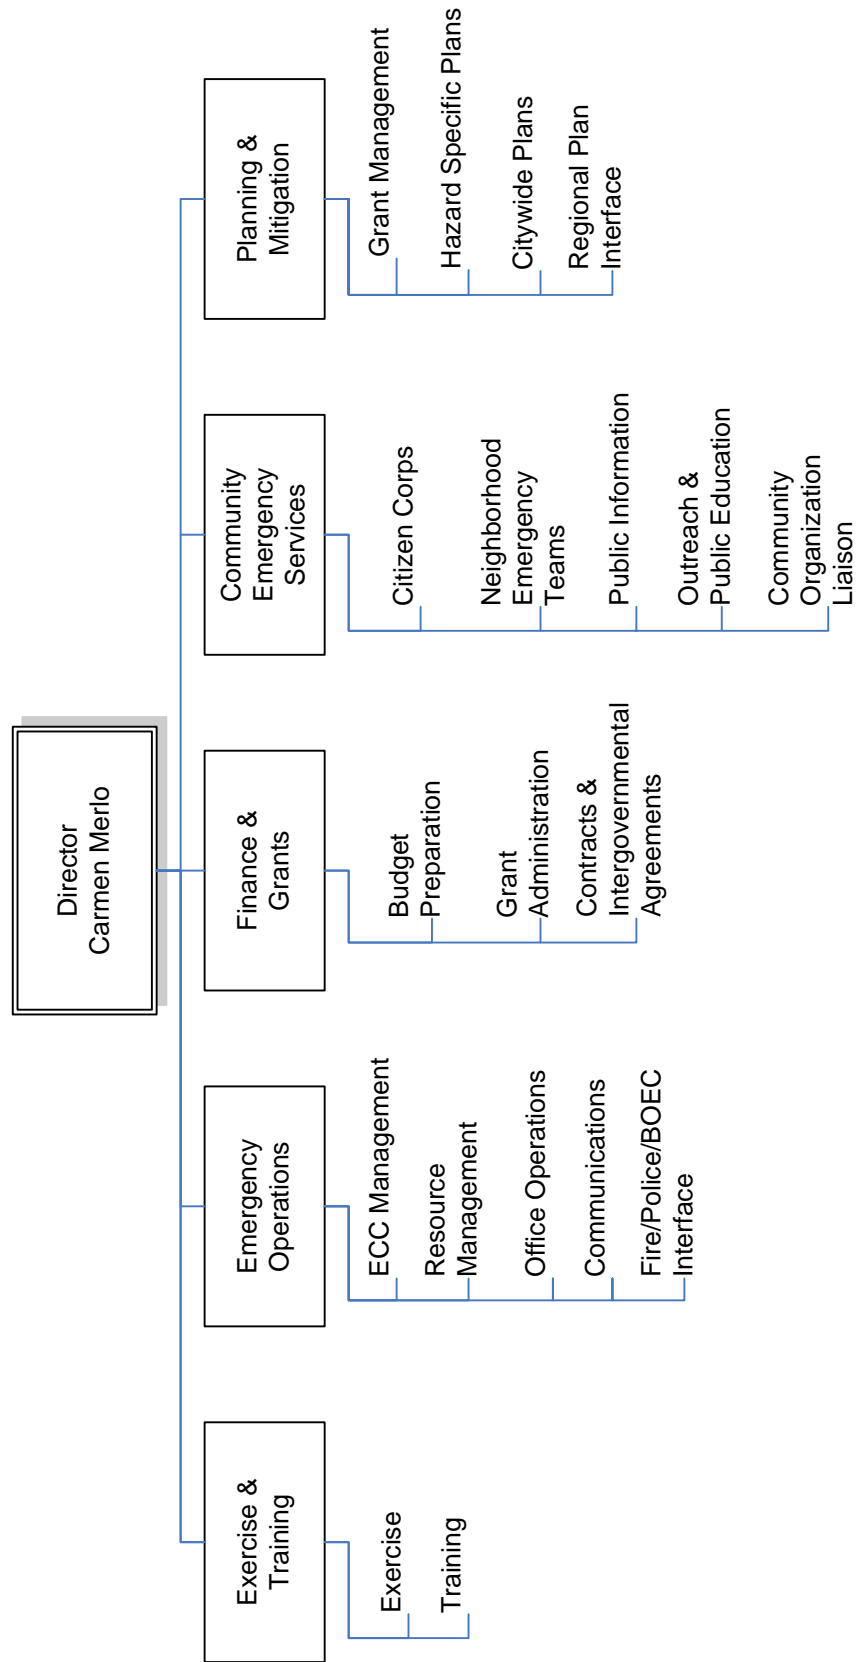 Director
Carmen Merlo
Exercise &
Training
Exercise
Training
Emergency
Operations
ECC Management
Resource
Management
Office Operations
Communications
Fire/Police/BOEC
Interface
Finance &
Grants
Budget
Preparation
Grant
Administration
Contracts &
Intergovernmental
Agreements
Community
Emergency
Services
Citizen Corps
Neighborhood
Emergency
Teams
Public Information
Outreach &
Public Education
Community
Organization
Liaison
Planning &
Mitigation
Grant Management
Hazard Specific Plans
Citywide Plans
Regional Plan
Interface